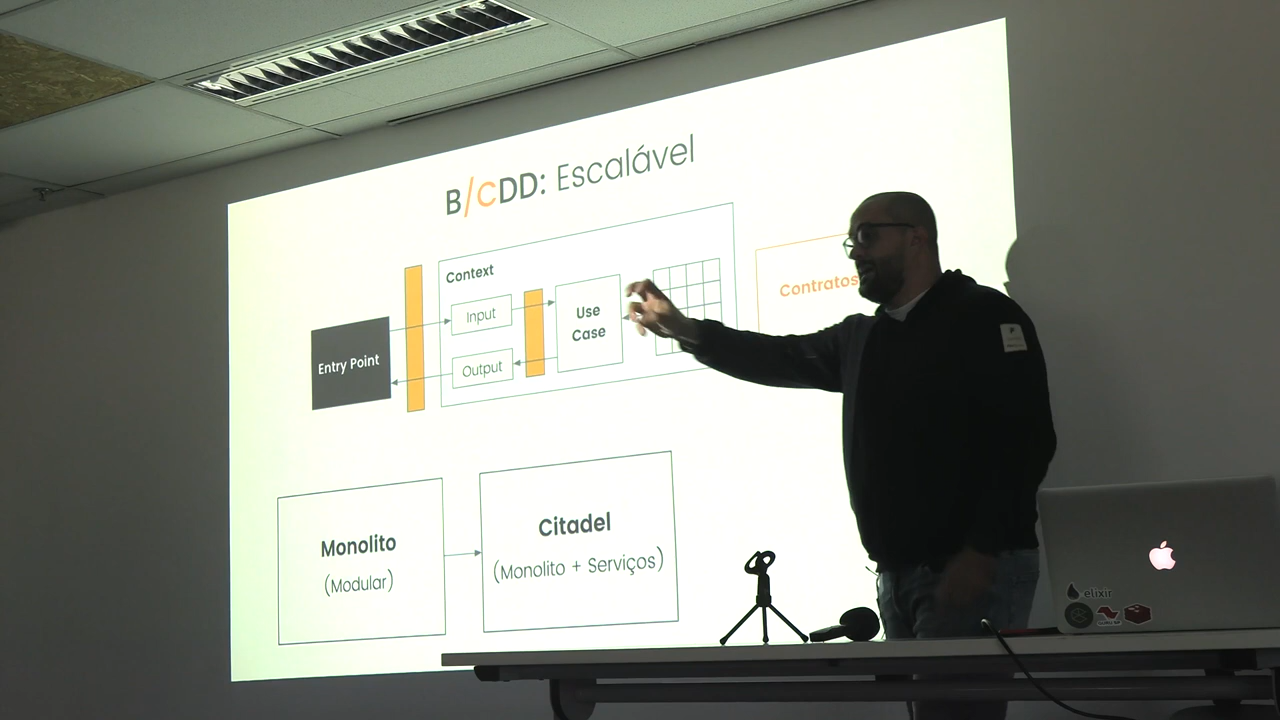 B/CDD: Escalável
Context
Input
Use
Case
Output
Entry Point
Contratos
Monolito
(Modular)
Citadel
(Monolito + Serviços)
elixir